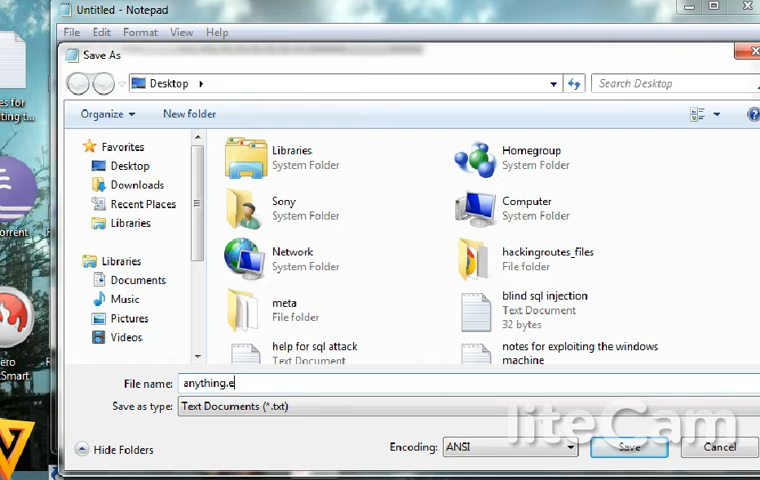 Untitled - Notepad
File Edit Format View Help
Save As
Desktop
Search Desktop
Organize New folder
Favorites
Desktop
Downloads
Recent Places
Libraries
Libraries
Documents
Music
Pictures
Videos
Libraries
System Folder
Homegroup
System Folder
Sony
System Folder
Computer
System Folder
Network
System Folder
hackingroutes_files
File folder
meta
File folder
blind sql injection
Text Document
32 bytes
help for sql attack
Text Document
notes for exploiting the windows
machine
File name: anything.e
Save as type: Text Documents (*.txt)
Hide Folders
Encoding: ANSI
Save
Cancel
liteCam